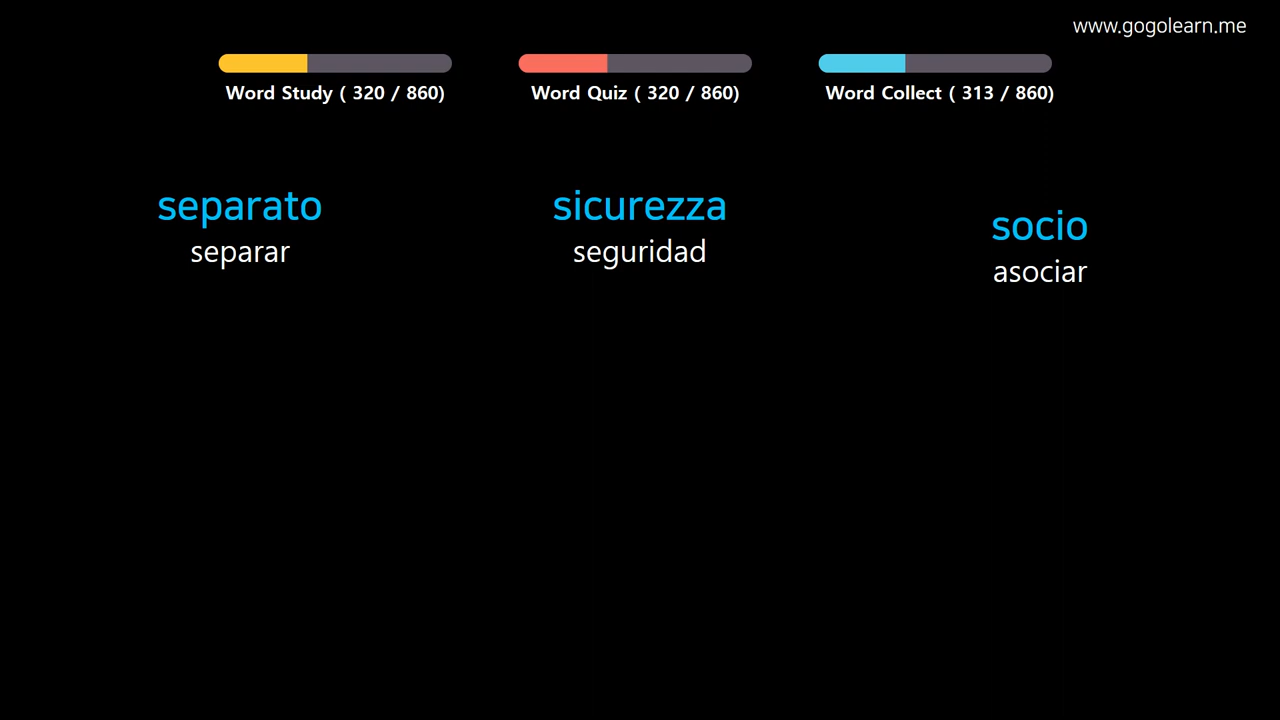 www.gogolearn.me
Word Study ( 320 / 860)
Word Quiz ( 320 / 860)
Word Collect ( 313 / 860)
separato
separar
sicurezza
seguridad
socio
asociar